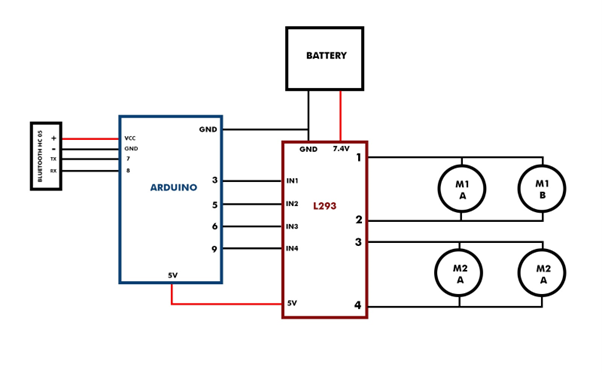 BATTERY
BLUETOOTH HC 05
+
-
TX
RX
VCC
GND
7
8
ARDUINO
GND
3
5
6
9
5V
GND
7.4V
IN1
IN2
IN3
IN4
L293
5V
1
2
3
4
M1
A
M1
B
M2
A
M2
A